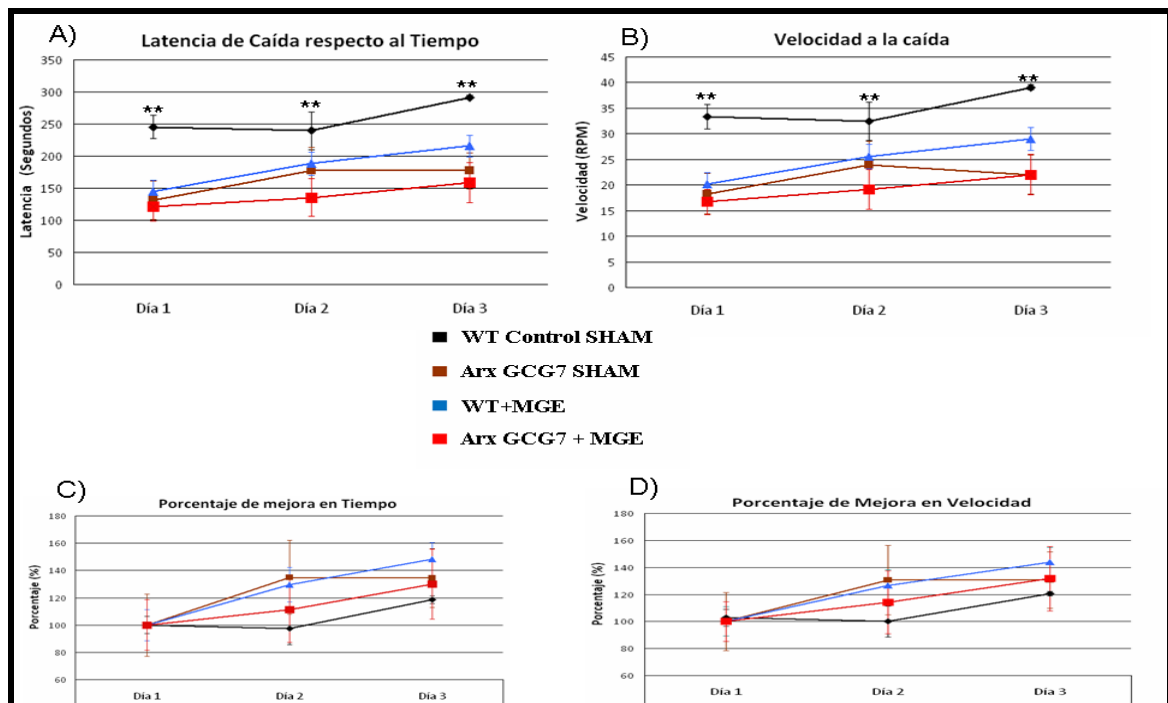 A)
Latencia de Caída respecto al Tiempo
Latencia (Segundos)
350
300
250
200
150
100
50
0
**
**
**
Día 1
Día 2
Día 3
B)
Velocidad a la caída
Velocidad (RPM)
45
40
35
30
25
20
15
10
5
0
**
**
**
Día 1
Día 2
Día 3
WT Control SHAM
Arx GCG7 SHAM
WT+MGE
Arx GCG7 + MGE
C)
Porcentaje de mejora en Tiempo
Porcentaje (%)
180
160
140
120
100
80
60
Día 1
Día 2
Día 3
D)
Porcentaje de Mejora en Velocidad
Porcentaje (%)
180
160
140
120
100
80
60
Día 1
Día 2
Día 3